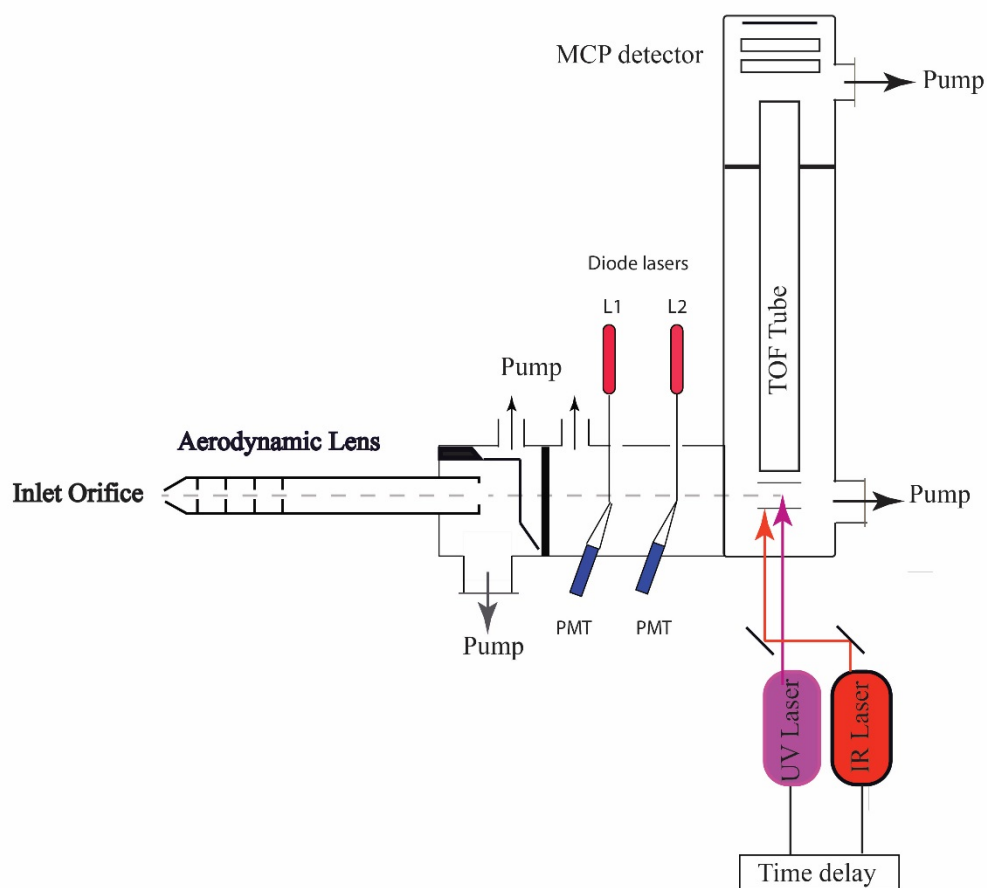 MCP detector
Pump
Diode lasers
L1
L2
TOF Tube
Pump
Aerodynamic Lens
Inlet Orifice
Pump
PMT
PMT
Pump
UV Laser
IR Laser
Time delay